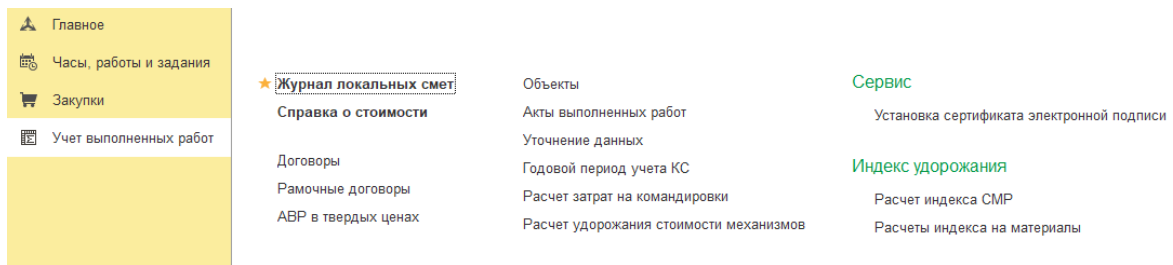 Главное
Часы, работы и задания
Закупки
Учет выполненных работ
Журнал локальных смет
Справка о стоимости
Договоры
Рамочные договоры
АВР в твердых ценах
Объекты
Акты выполненных работ
Уточнение данных
Годовой период учета КС
Расчет затрат на командировки
Расчет удорожания стоимости механизмов
Сервис
Установка сертификата электронной подписи
Индекс удорожания
Расчет индекса СМР
Расчеты индекса на материалы